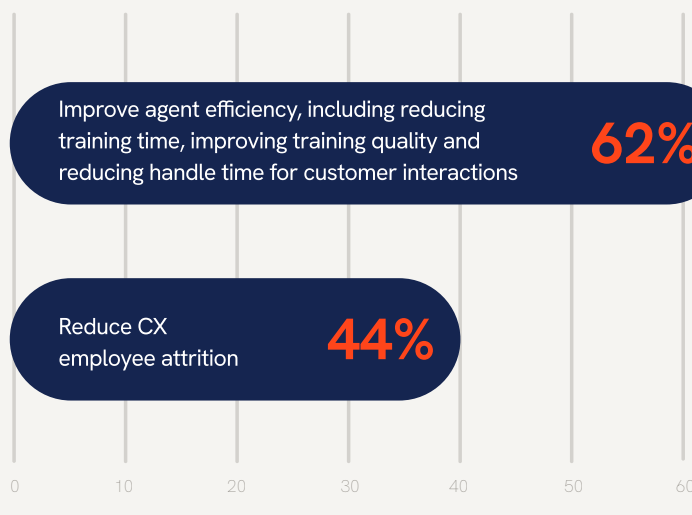 Improve agent efficiency, including reducing
training time, improving training quality and
reducing handle time for customer interactions
62%
Reduce CX
employee attrition
44%
0 10 20 30 40 50 60